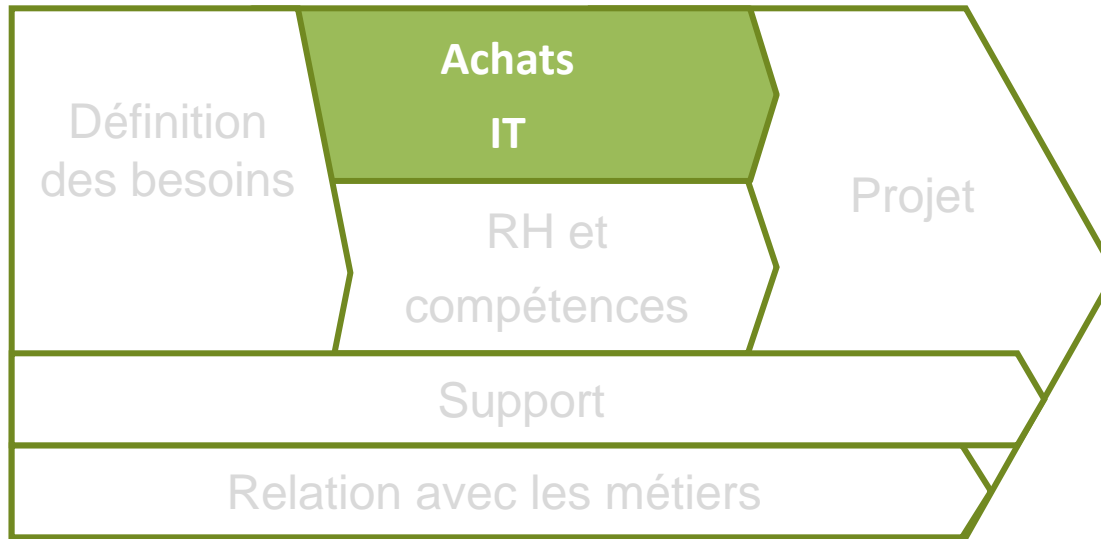 Définition
des besoins
Achats
IT
RH et
compétences
Projet
Support
Relation avec les métiers